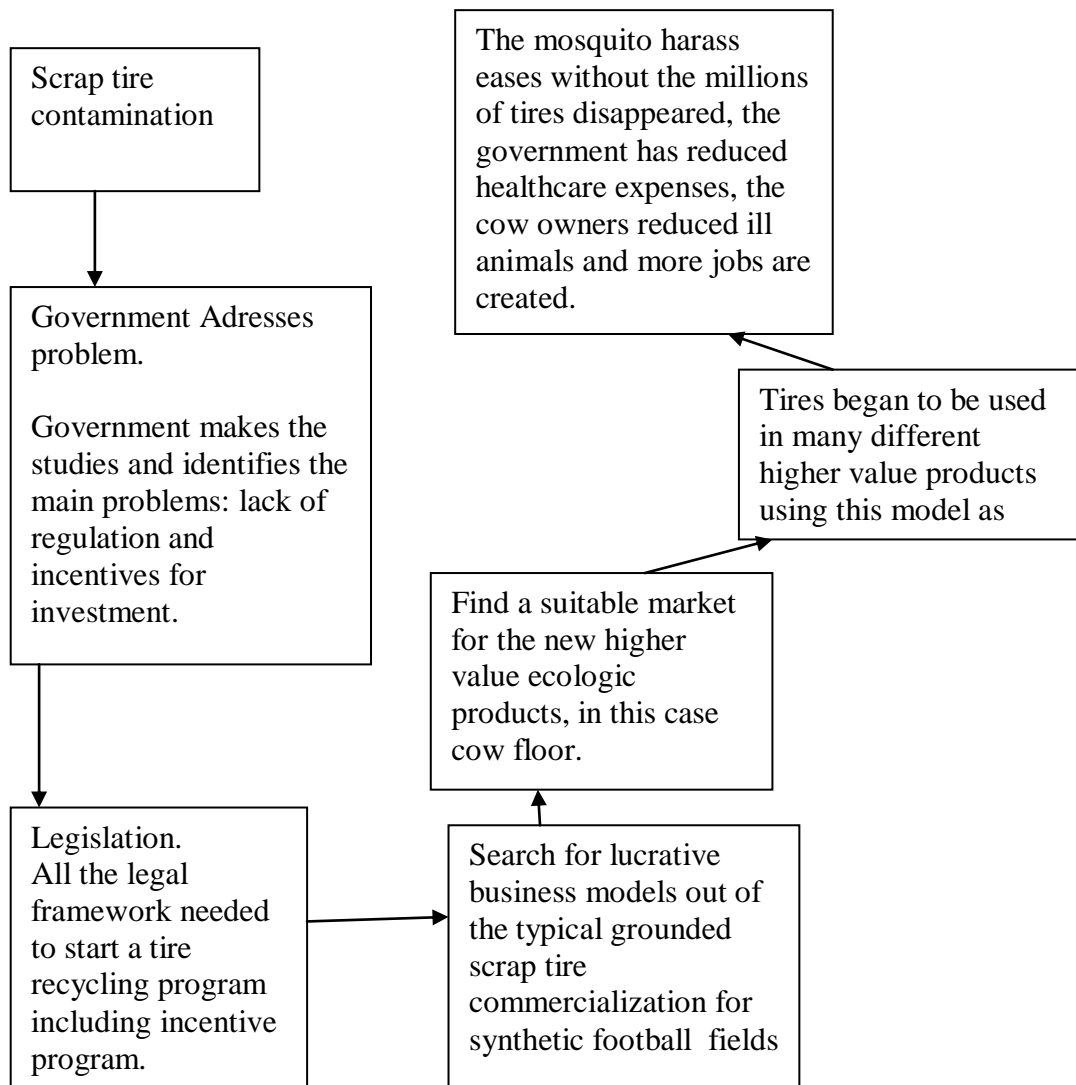 Scrap tire
contamination
Government Adresses
problem.
Government makes the
studies and identifies the
main problems: lack of
regulation and
incentives for
investment.
Legislation.
All the legal
framework needed
to start a tire
recycling program
including incentive
program.
Search for lucrative
business models out of
the typical grounded
scrap tire
commercialization for
synthetic football  fields
Find a suitable market
for the new higher
value ecologic
products, in this case
cow floor.
Tires began to be used
in many different
higher value products
using this model as
The mosquito harass
eases without the millions
of tires disappeared, the
government has reduced
healthcare expenses, the
cow owners reduced ill
animals and more jobs are
created.